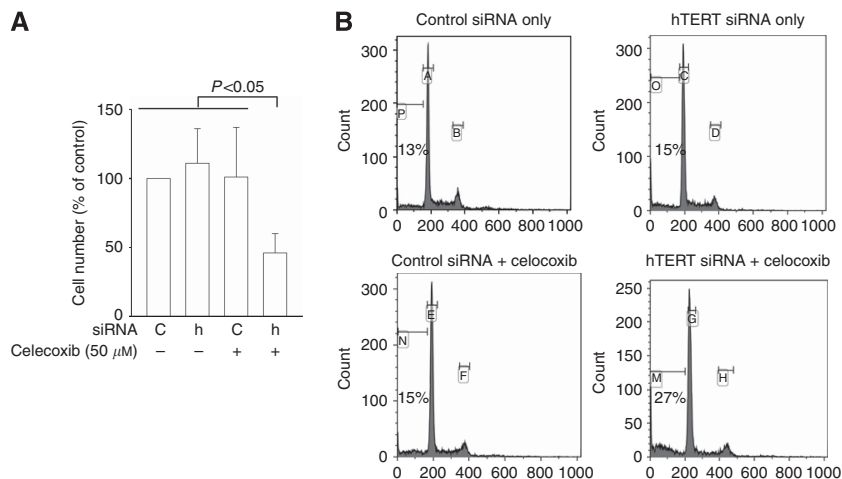 A
P<0.05
Cell number (% of control)
150
100
50
0
siRNA C h C h
Celecoxib (50 μM) – – + +
B
Control siRNA only
Count
300
200
100
0
A
P
B
13%
0 200 400 600 800 1000
hTERT siRNA only
Count
300
200
100
0
C
O
D
15%
0 200 400 600 800 1000
Control siRNA + celocoxib
Count
300
200
100
0
E
N
F
15%
0 200 400 600 800 1000
hTERT siRNA + celocoxib
Count
250
200
150
100
50
0
G
M
H
27%
0 200 400 600 800 1000